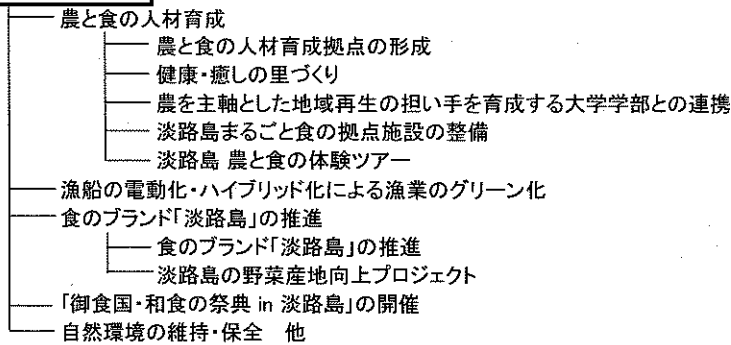 農と食の人材育成
農と食の人材育成拠点の形成
健康・癒しの里づくり
農を主軸とした地域再生の担い手を育成する大学学部との連携
淡路島まるごと食の拠点施設の整備
淡路島 農と食の体験ツアー
漁船の電動化・ハイブリッド化による漁業のグリーン化
食のブランド「淡路島」の推進
食のブランド「淡路島」の推進
淡路島の野菜産地向上プロジェクト
「御食国・和食の祭典 in 淡路島」の開催
自然環境の維持・保全　他